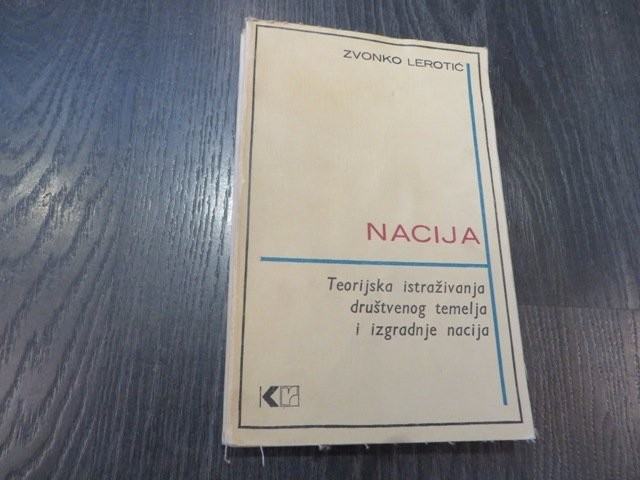 ZVONKO LEROTIĆ
NACIJA
Teorijska istraživanja
društvenog temelja
i izgradnje nacija